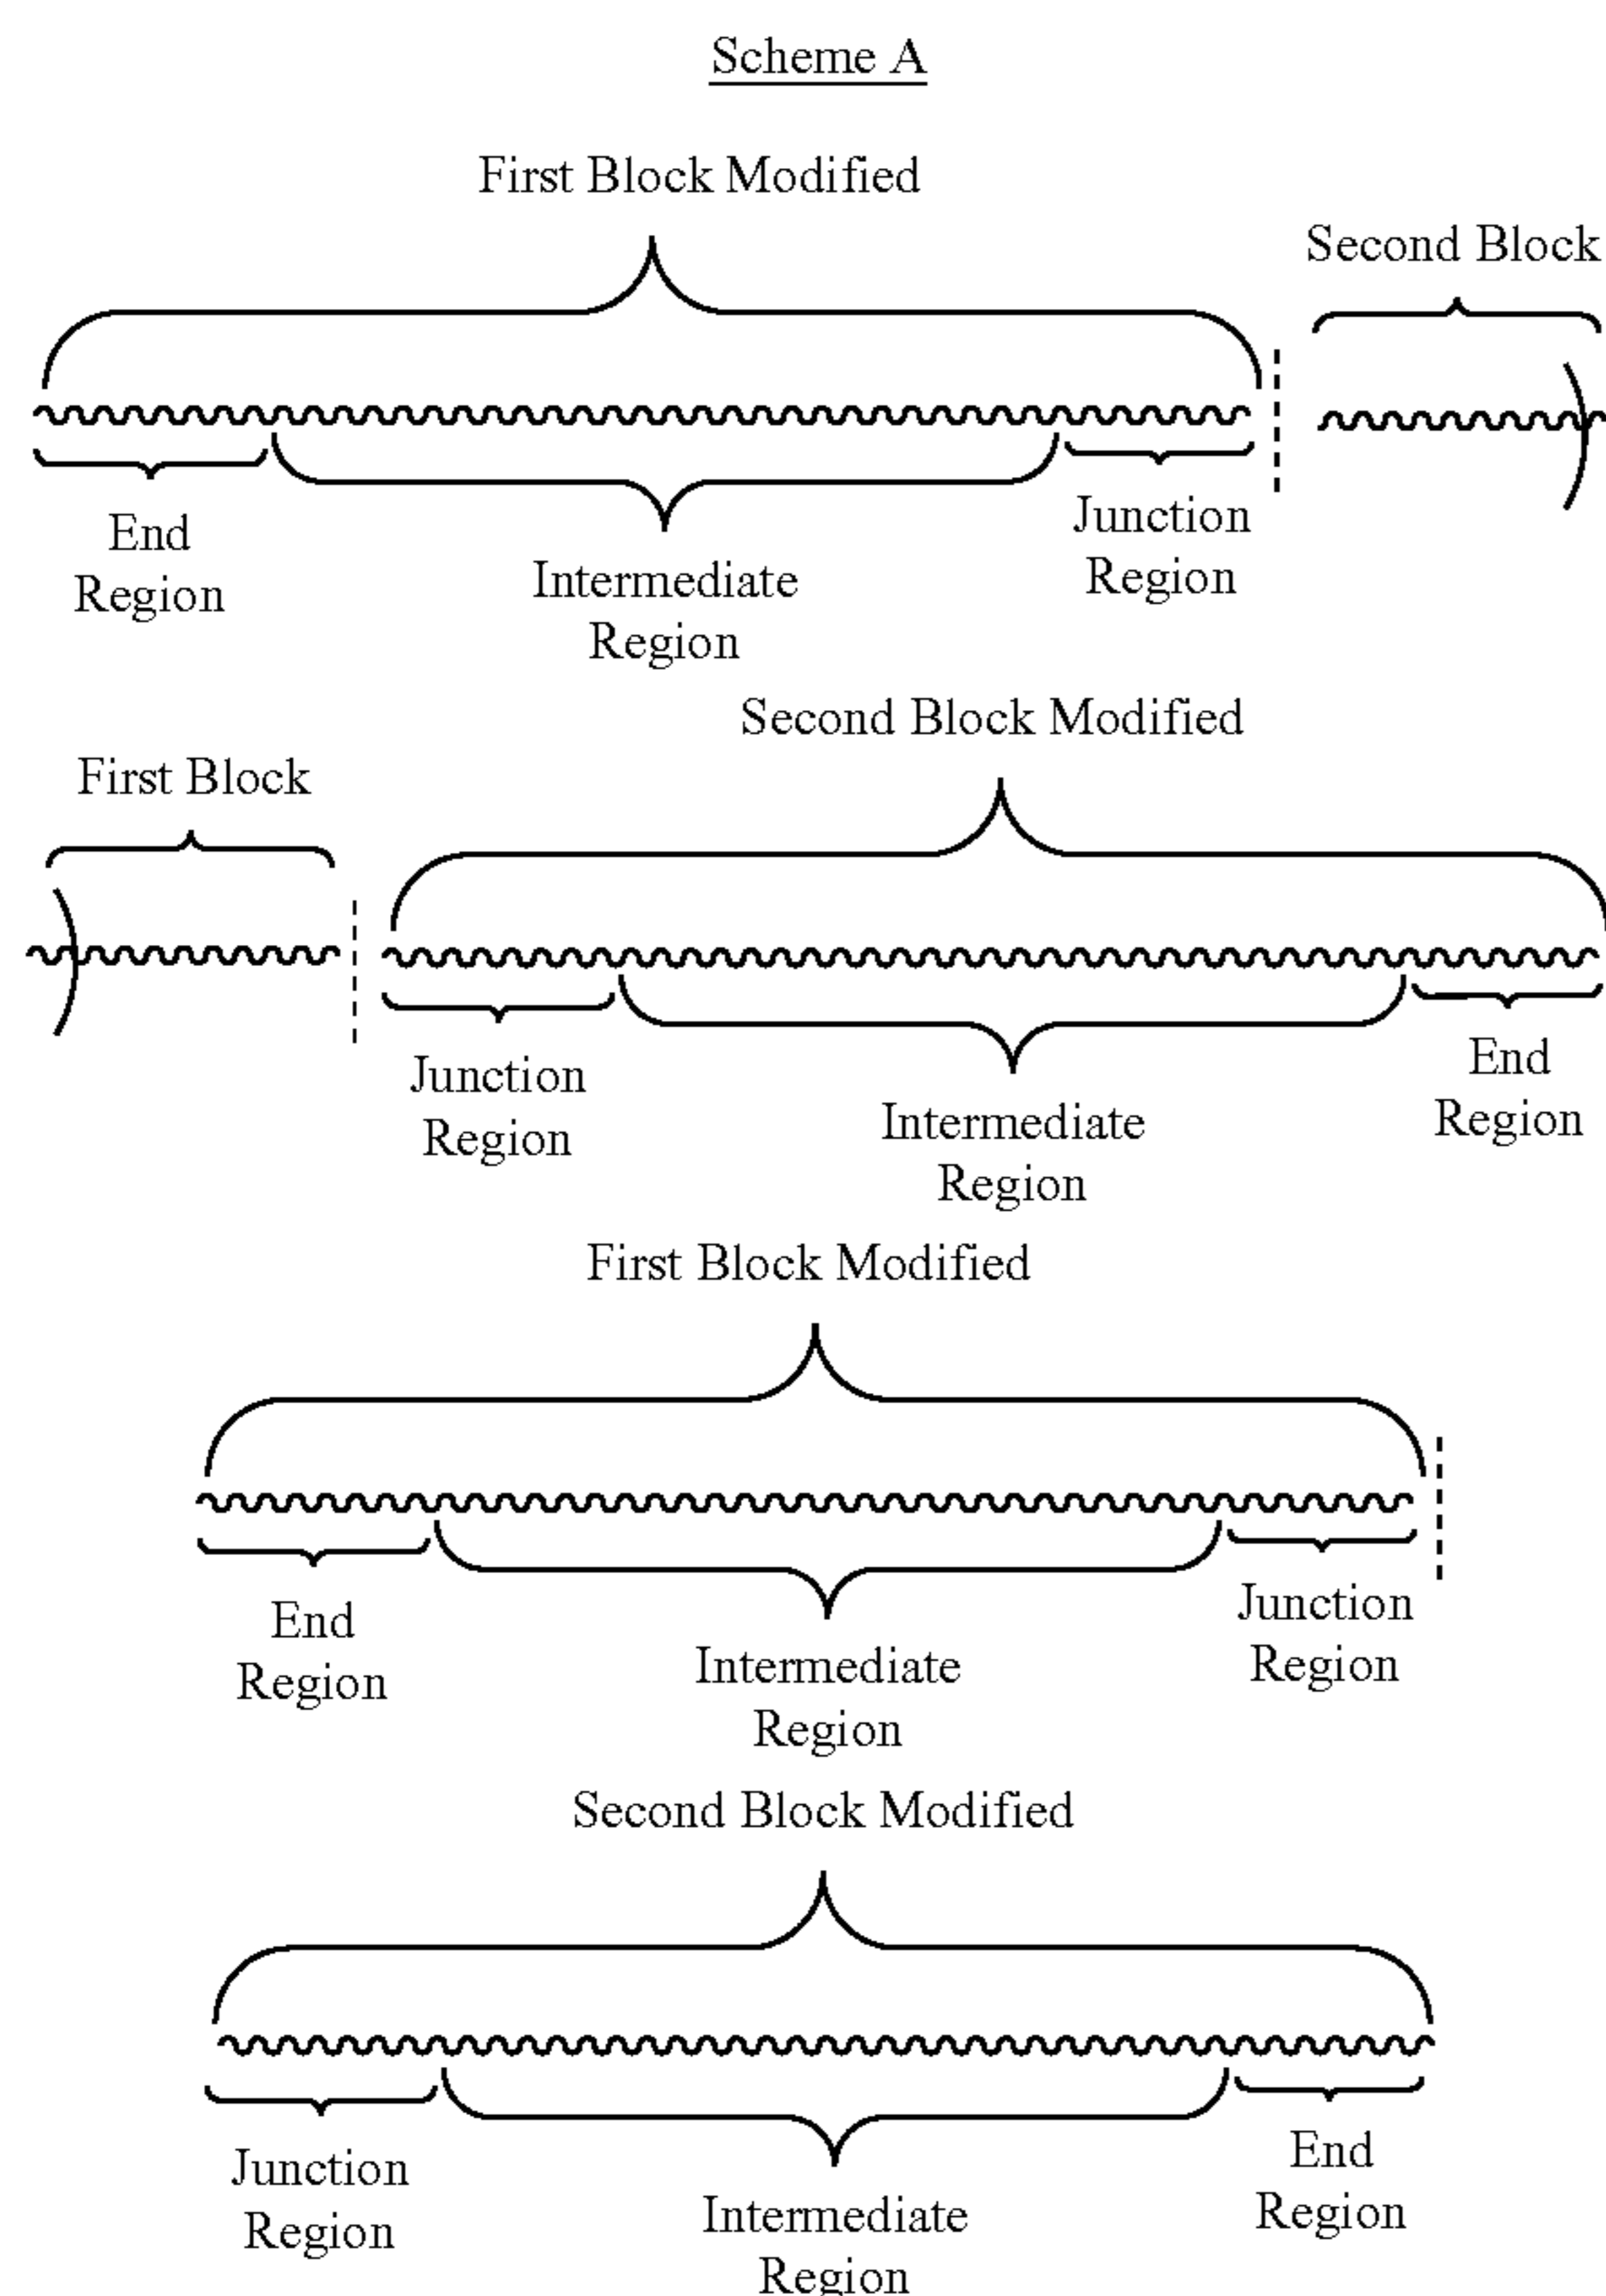 Scheme A
First Block Modified
Second Block
End
Region
Intermediate
Region
Junction
Region
Second Block Modified
First Block
Junction
Region
Intermediate
Region
End
Region
First Block Modified
End
Region
Intermediate
Region
Junction
Region
Second Block Modified
Junction
Region
Intermediate
Region
End
Region